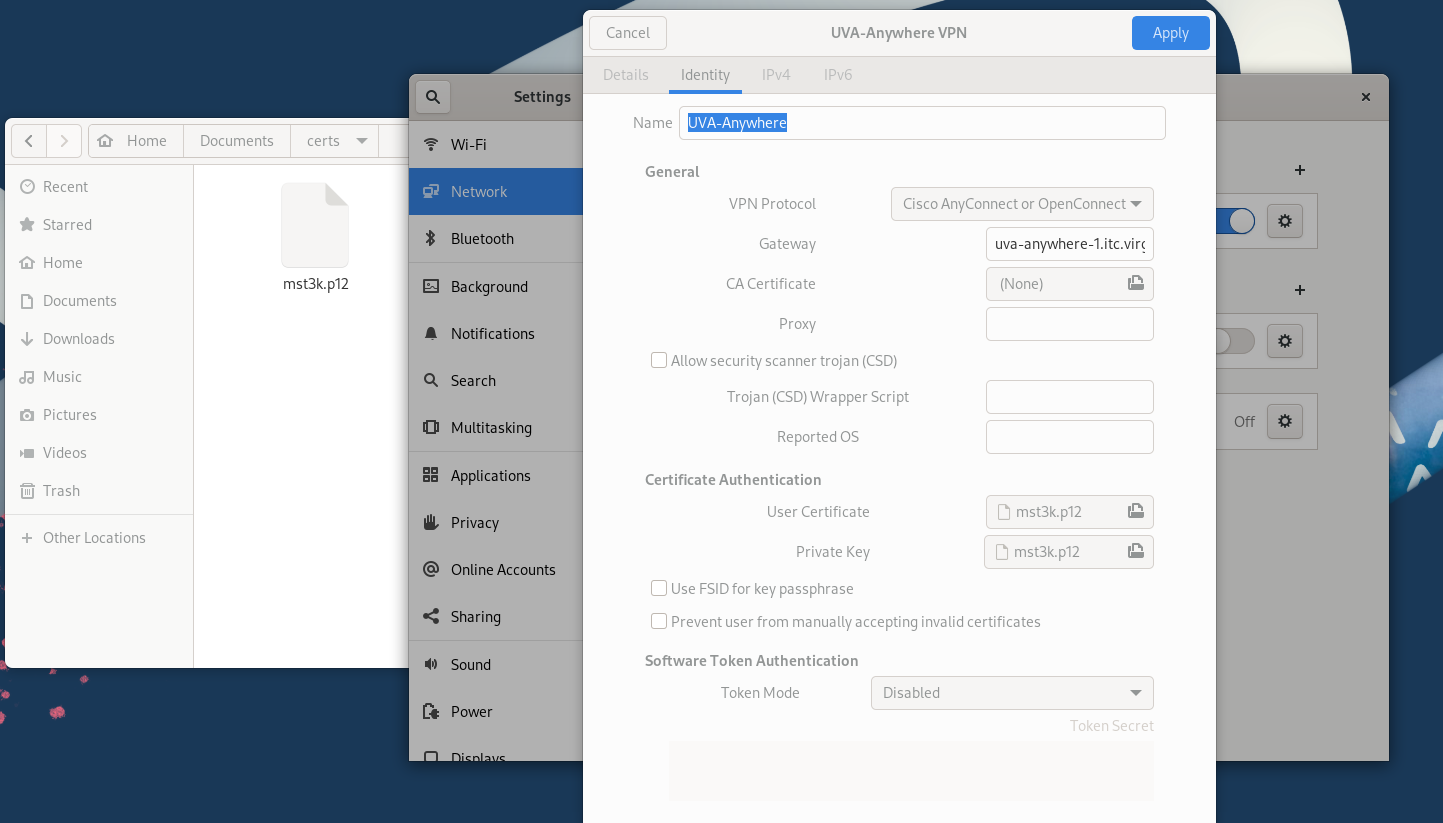 Cancel
UVA-Anywhere VPN
Apply
Details
Identity
IPv4
IPv6
Name
UVA-Anywhere
General
VPN Protocol
Cisco AnyConnect or OpenConnect
Gateway
uva-anywhere-1.itc.virg
CA Certificate
(None)
Proxy
Allow security scanner trojan (CSD)
Trojan (CSD) Wrapper Script
Reported OS
Certificate Authentication
User Certificate
mst3k.p12
Private Key
mst3k.p12
Use FSID for key passphrase
Prevent user from manually accepting invalid certificates
Software Token Authentication
Token Mode
Disabled
Token Secret
Settings
Wi-Fi
Network
Bluetooth
Background
Notifications
Search
Multitasking
Applications
Privacy
Online Accounts
Sharing
Sound
Power
Displays
Off
Home
Documents
certs
Recent
Starred
Home
Documents
Downloads
Music
Pictures
Videos
Trash
Other Locations
mst3k.p12